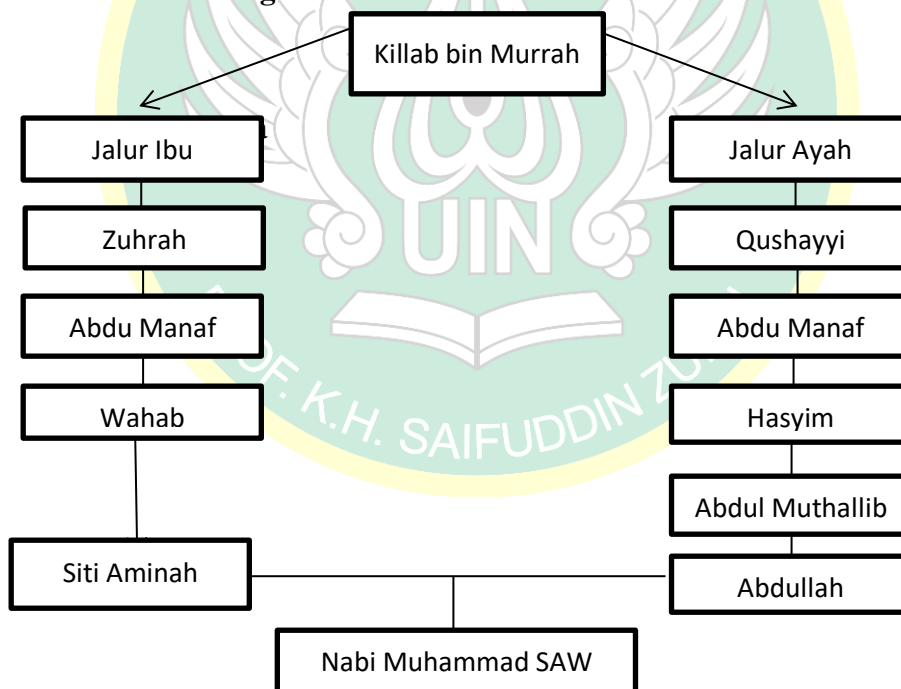 Killab bin Murrah
Jalur Ibu
Jalur Ayah
Zuhrah
Qushayyi
Abdu Manaf
Abdu Manaf
Wahab
Hasyim
Abdul Muthallib
Siti Aminah
Abdullah
Nabi Muhammad SAW
UIN
K.H. SAIFUDDIN